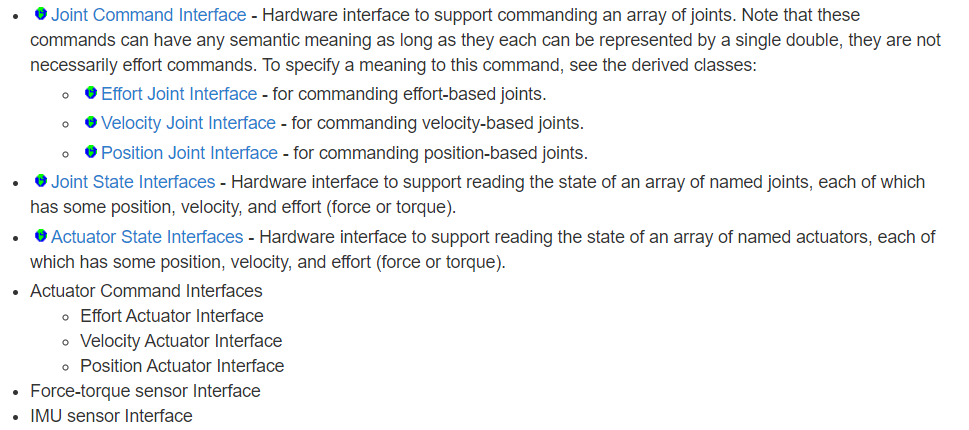 Joint Command Interface - Hardware interface to support commanding an array of joints. Note that these
commands can have any semantic meaning as long as they each can be represented by a single double, they are not
necessarily effort commands. To specify a meaning to this command, see the derived classes:
Effort Joint Interface - for commanding effort-based joints.
Velocity Joint Interface - for commanding velocity-based joints.
Position Joint Interface - for commanding position-based joints.
Joint State Interfaces - Hardware interface to support reading the state of an array of named joints, each of which
has some position, velocity, and effort (force or torque).
Actuator State Interfaces - Hardware interface to support reading the state of an array of named actuators, each of
which has some position, velocity, and effort (force or torque).
Actuator Command Interfaces
Effort Actuator Interface
Velocity Actuator Interface
Position Actuator Interface
Force-torque sensor Interface
IMU sensor Interface